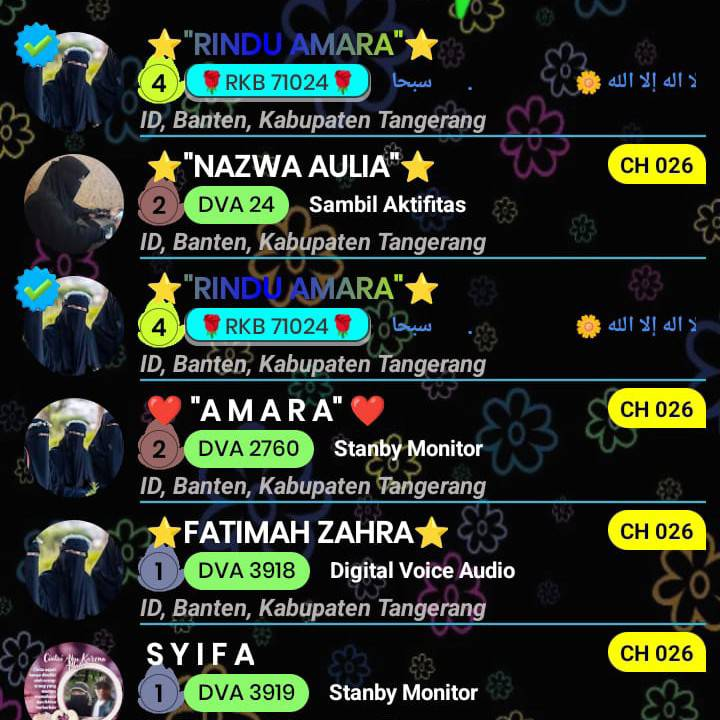 "RINDU AMARA"
4 RKB 71024 سبحا . لا اله إلا الله
ID, Banten, Kabupaten Tangerang
"NAZWA AULIA" CH 026
2 DVA 24 Sambil Aktifitas
ID, Banten, Kabupaten Tangerang
"RINDU AMARA"
4 RKB 71024 سبحا . لا اله إلا الله
ID, Banten, Kabupaten Tangerang
"A M A R A" CH 026
2 DVA 2760 Stanby Monitor
ID, Banten, Kabupaten Tangerang
FATIMAH ZAHRA CH 026
1 DVA 3918 Digital Voice Audio
ID, Banten, Kabupaten Tangerang
S Y I F A CH 026
1 DVA 3919 Stanby Monitor